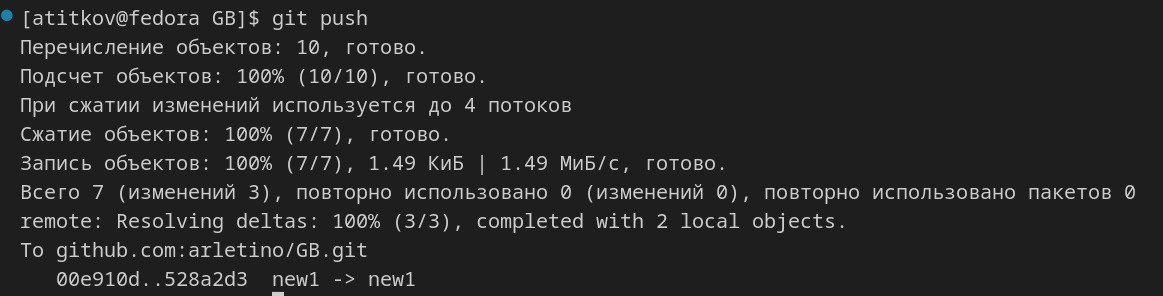 [atitkov@fedora GB]$ git push
Перечисление объектов: 10, готово.
Подсчет объектов: 100% (10/10), готово.
При сжатии изменений используется до 4 потоков
Сжатие объектов: 100% (7/7), готово.
Запись объектов: 100% (7/7), 1.49 КиБ | 1.49 МиБ/с, готово.
Всего 7 (изменений 3), повторно использовано 0 (изменений 0), повторно использовано пакетов 0
remote: Resolving deltas: 100% (3/3), completed with 2 local objects.
To github.com:arletino/GB.git
   00e910d..528a2d3  new1 -> new1